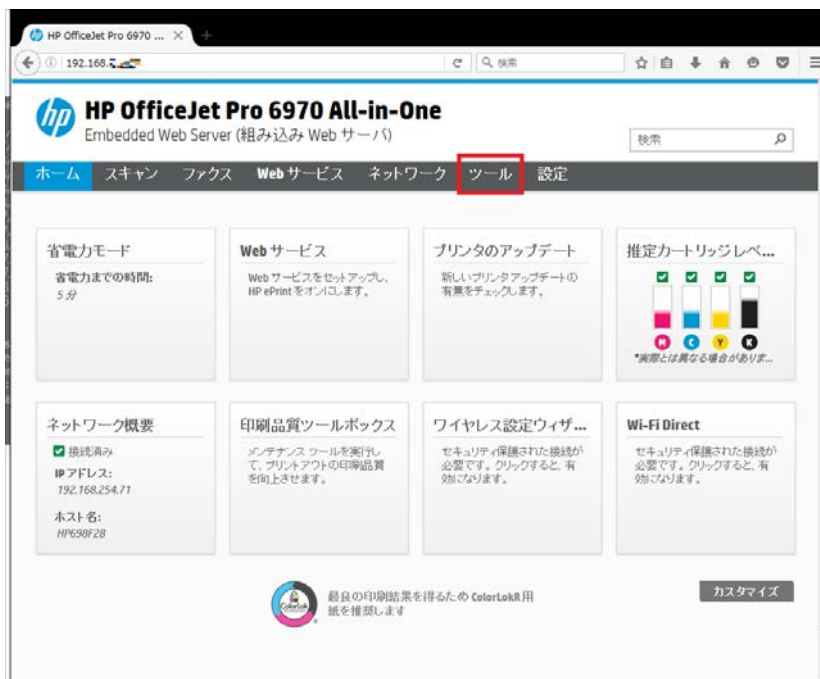 HP OfficeJet Pro 6970 ...
192.168.
検索
hp
HP OfficeJet Pro 6970 All-in-One
Embedded Web Server (組み込み Web サーバ)
検索
ホーム スキャン ファクス Web サービス ネットワーク ツール 設定
省電力モード
省電力までの時間:
5 分
Web サービス
Web サービスをセットアップし、
HP ePrint をオンにします。
プリンタのアップデート
新しいプリンタアップデートの
有無をチェックします。
推定カートリッジレベ...
M C Y K
*実際とは異なる場合がありま...
ネットワーク概要
接続済み
IP アドレス:
192.168.254.71
ホスト名:
HP698F28
印刷品質ツールボックス
メンテナンス ツールを実行し
て、プリントアウトの印刷品質
を向上させます。
ワイヤレス設定ウィザ...
セキュリティ保護された接続が
必要です。クリックすると、有
効になります。
Wi-Fi Direct
セキュリティ保護された接続が
必要です。クリックすると、有
効になります。
ColorLok
最良の印刷結果を得るため ColorLokR 用
紙を推奨します
カスタマイズ